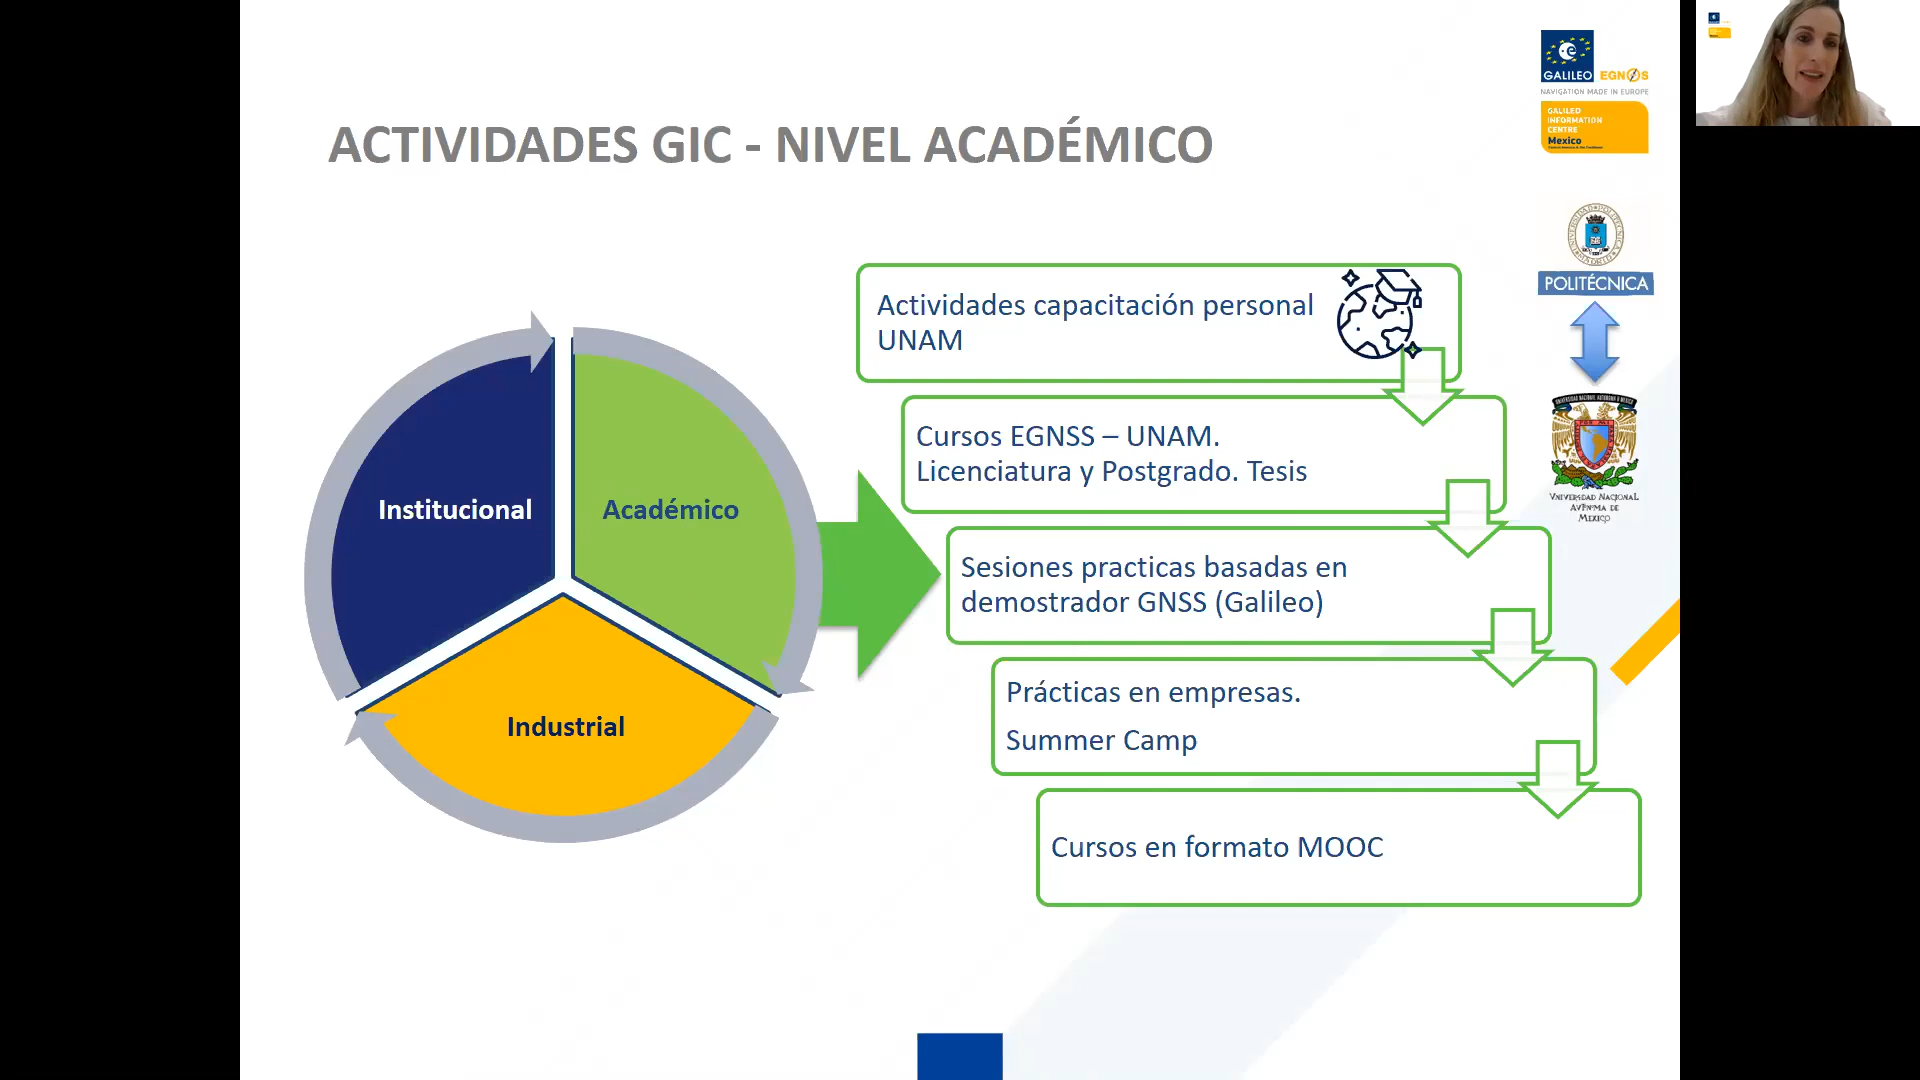 ACTIVIDADES GIC - NIVEL ACADÉMICO
GALILEO
EGNOS
NAVIGATION MADE IN EUROPE
GALILEO
INFORMATION
CENTRE
Mexico
POLITÉCNICA
UNIVERSIDAD NACIONAL
AVTNOMA DE
MEXICO
Institucional
Académico
Industrial
Actividades capacitación personal
UNAM
Cursos EGNSS – UNAM.
Licenciatura y Postgrado. Tesis
Sesiones practicas basadas en
demostrador GNSS (Galileo)
Prácticas en empresas.
Summer Camp
Cursos en formato MOOC